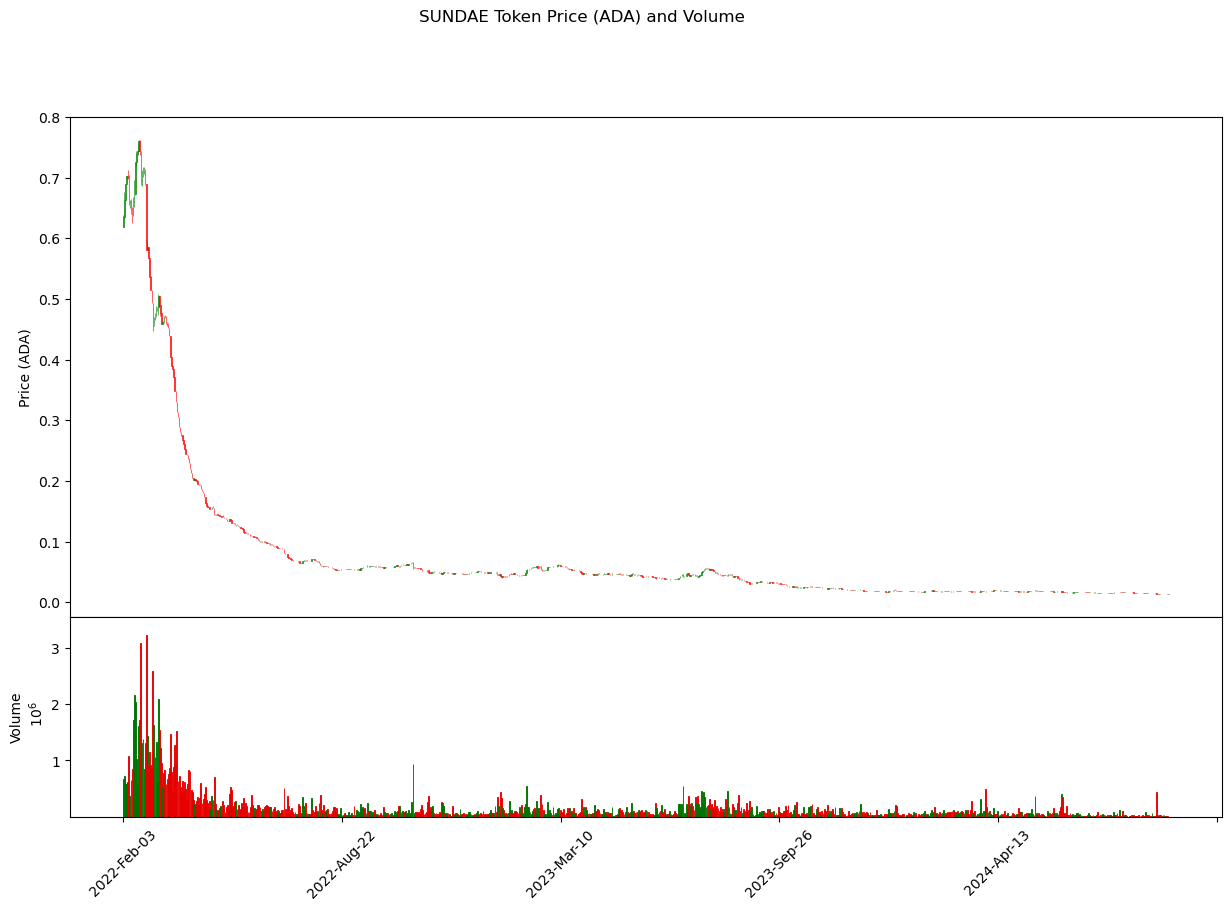 SUNDAE Token Price (ADA) and Volume
0.8
0.7
0.6
0.5
0.4
0.3
0.2
0.1
0.0
Price (ADA)
3
2
1
Volume
10^6
2022-Feb-03
2022-Aug-22
2023-Mar-10
2023-Sep-26
2024-Apr-13